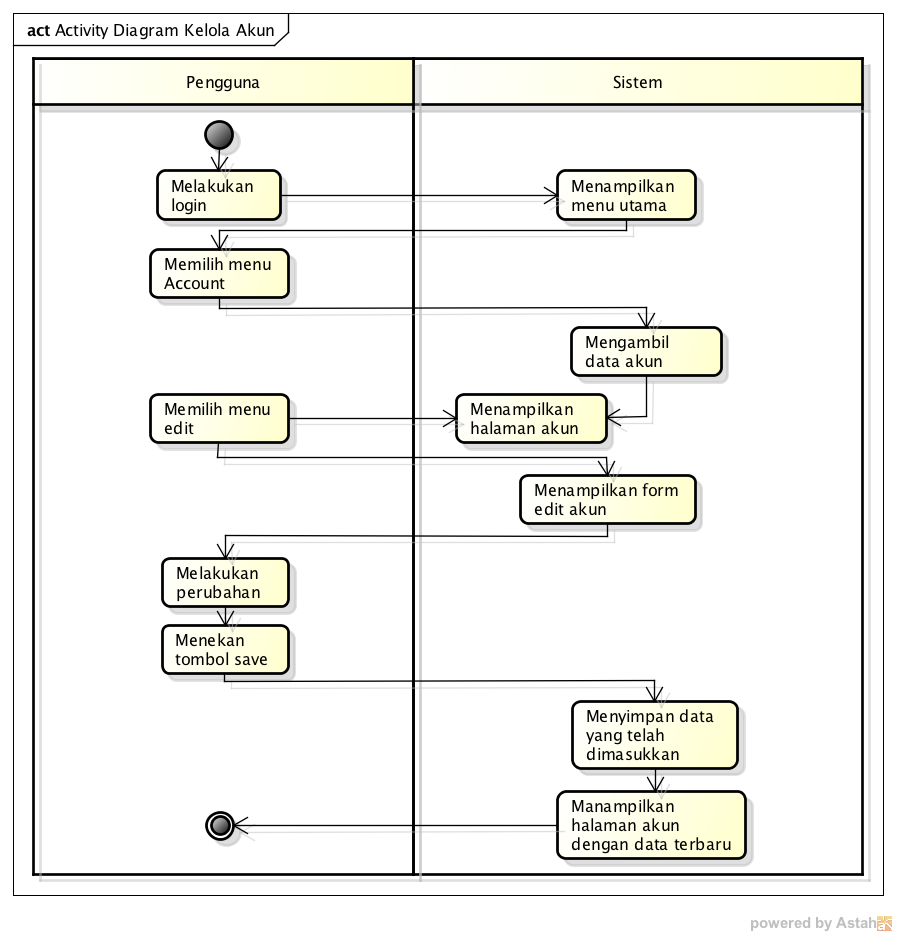 act Activity Diagram Kelola Akun
Pengguna
Sistem
Melakukan
login
Menampilkan
menu utama
Memilih menu
Account
Mengambil
data akun
Memilih menu
edit
Menampilkan
halaman akun
Menampilkan form
edit akun
Melakukan
perubahan
Menekan
tombol save
Menyimpan data
yang telah
dimasukkan
Manampilkan
halaman akun
dengan data terbaru
powered by Astah